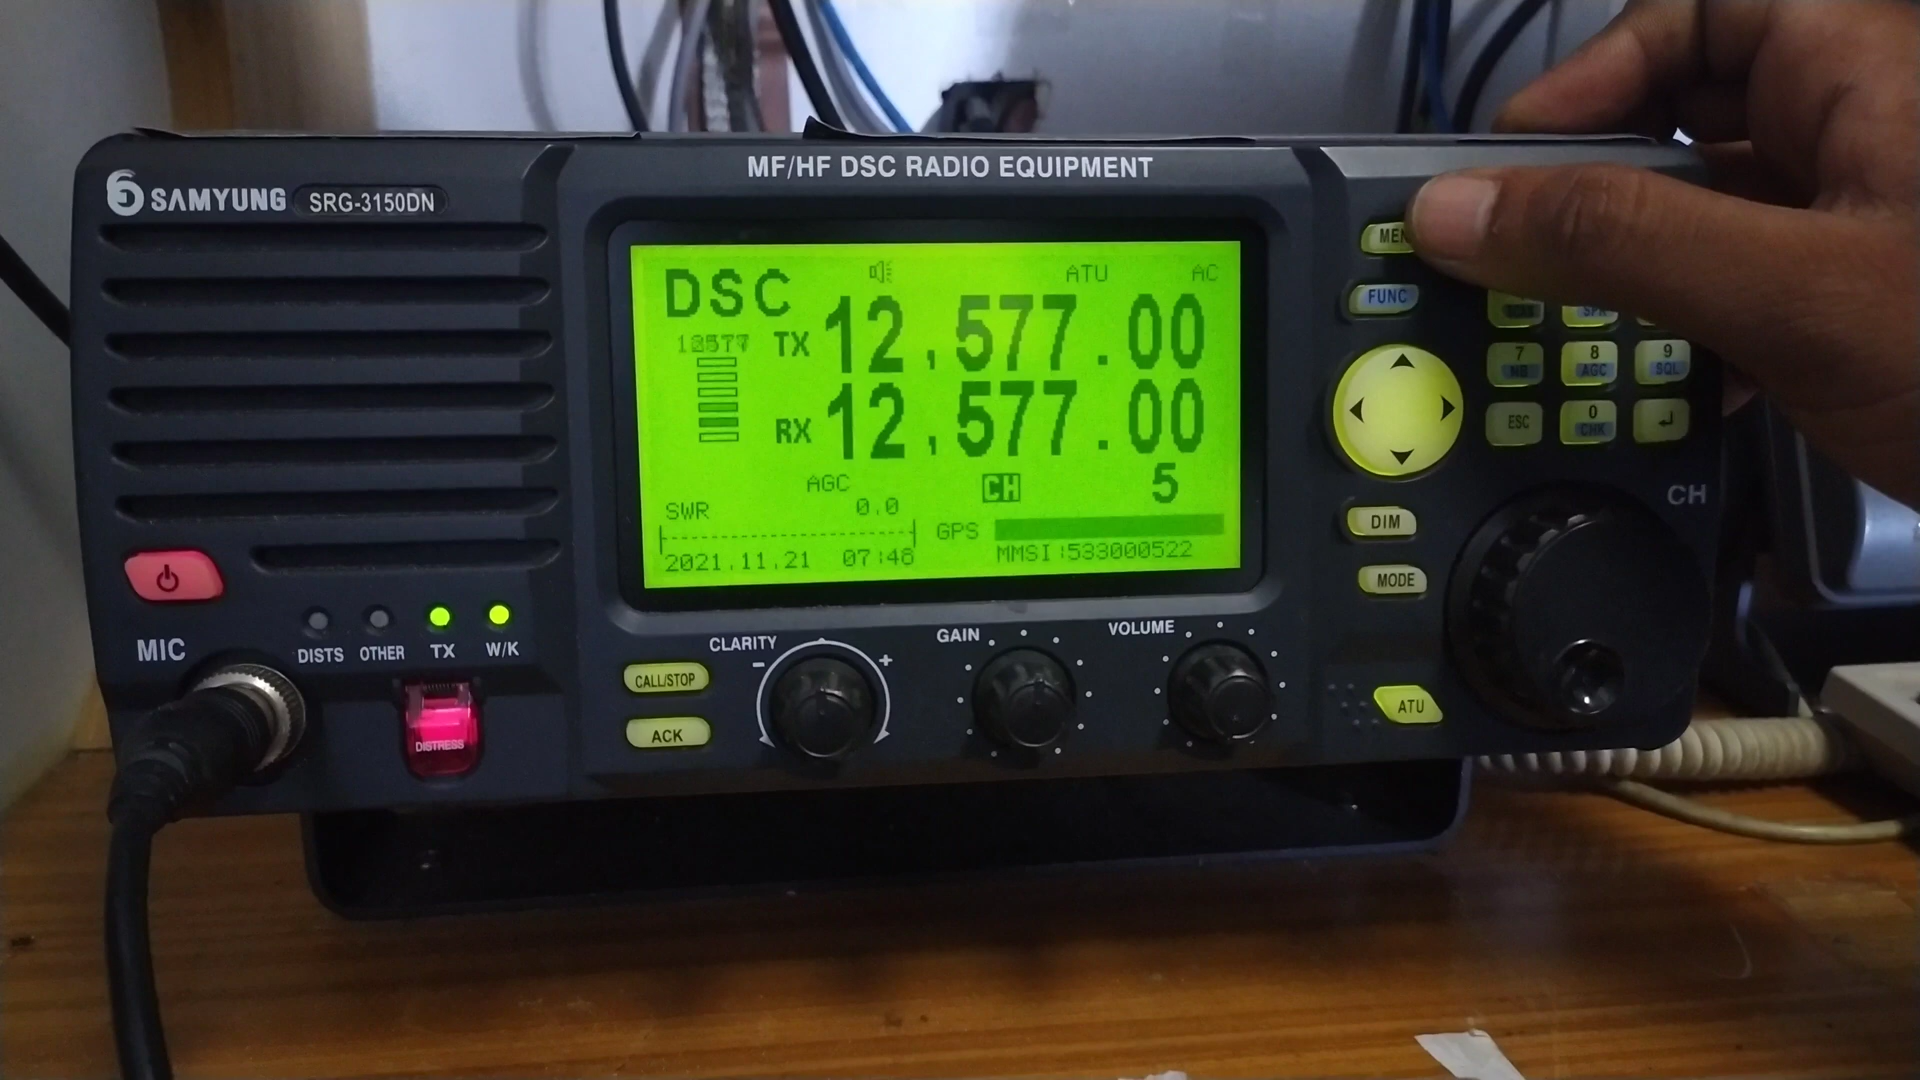 MF/HF DSC RADIO EQUIPMENT
SAMYUNG SRG-3150DN
DSC ATU AC
TX 12,577.00
RX 12,577.00
AGC CH 5
SWR 0.0
GPS
2021.11.21 07:46 MMSI:533000522
FUNC
7 8 9
AGC SQL
ESC 0
CHK
CH
DIM
MODE
ATU
MIC
DISTS OTHER TX W/K
DISTRESS
CALL/STOP
ACK
CLARITY
- +
GAIN
VOLUME